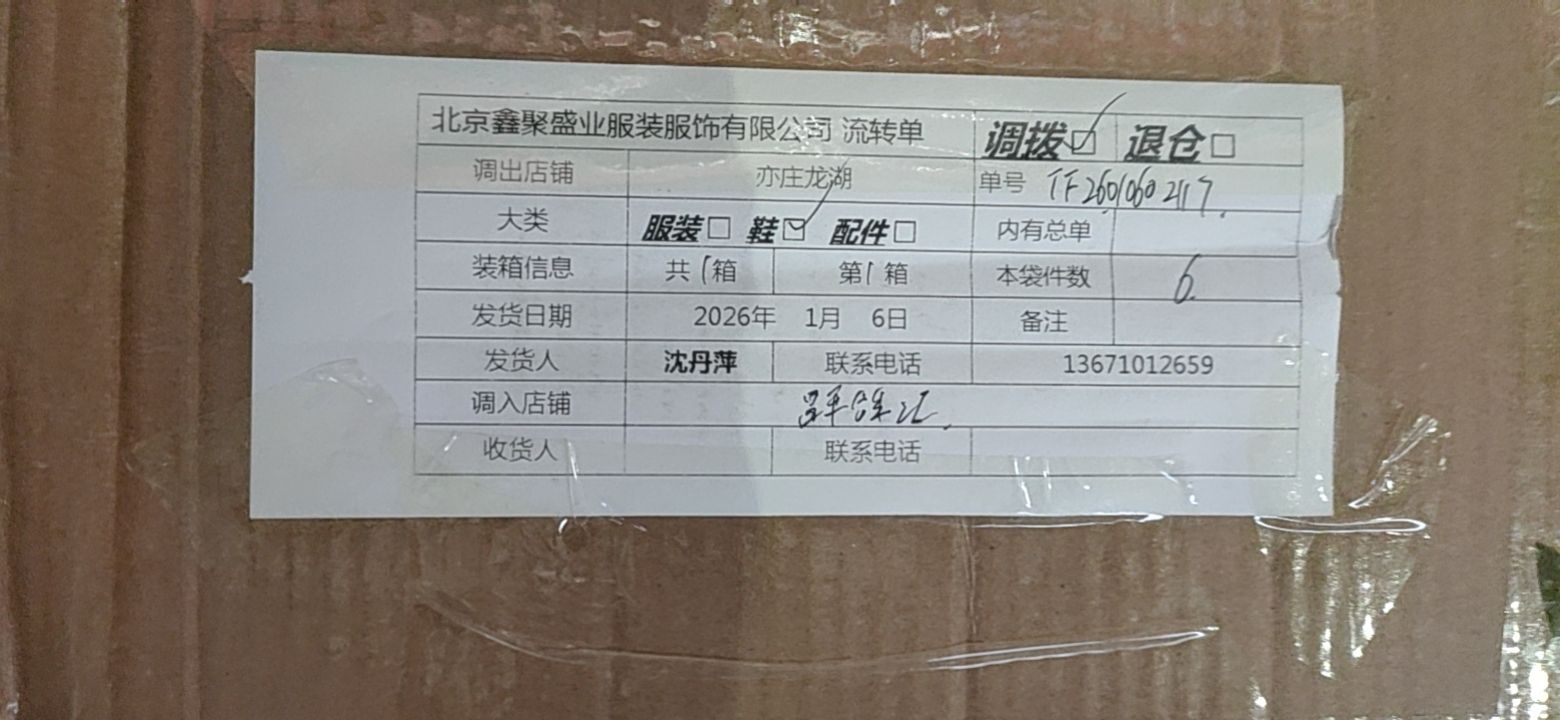 北京鑫聚盛业服装服饰有限公司 流转单 调拨☑ 退仓□
调出店铺 亦庄龙湖 单号 TF26010602117
大类 服装□ 鞋☑ 配件□ 内有总单
装箱信息 共1箱 第1箱 本袋件数 6
发货日期 2026年 1月 6日 备注
发货人 沈丹萍 联系电话 13671012659
调入店铺
收货人 联系电话